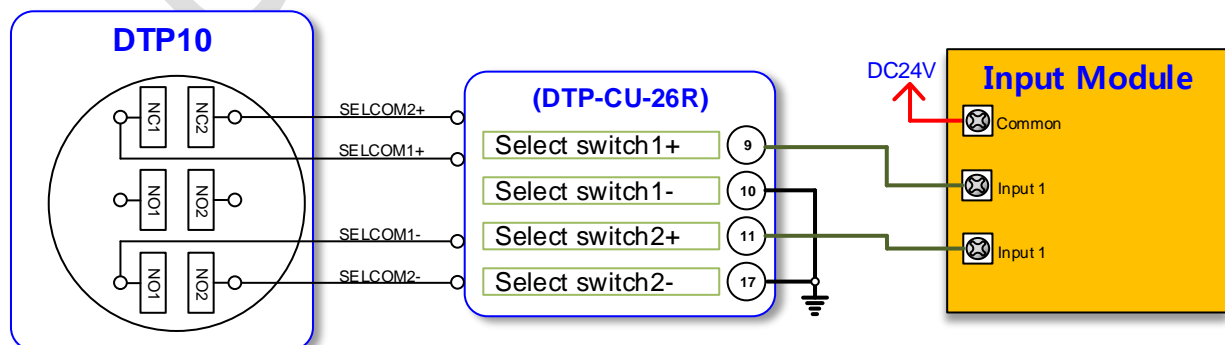 DTP10
NC1
NC2
NO1
NO2
NO1
NO2
SELCOM2+
SELCOM1+
SELCOM1-
SELCOM2-
(DTP-CU-26R)
Select switch1+
9
Select switch1-
10
Select switch2+
11
Select switch2-
17
DC24V
Input Module
Common
Input 1
Input 1